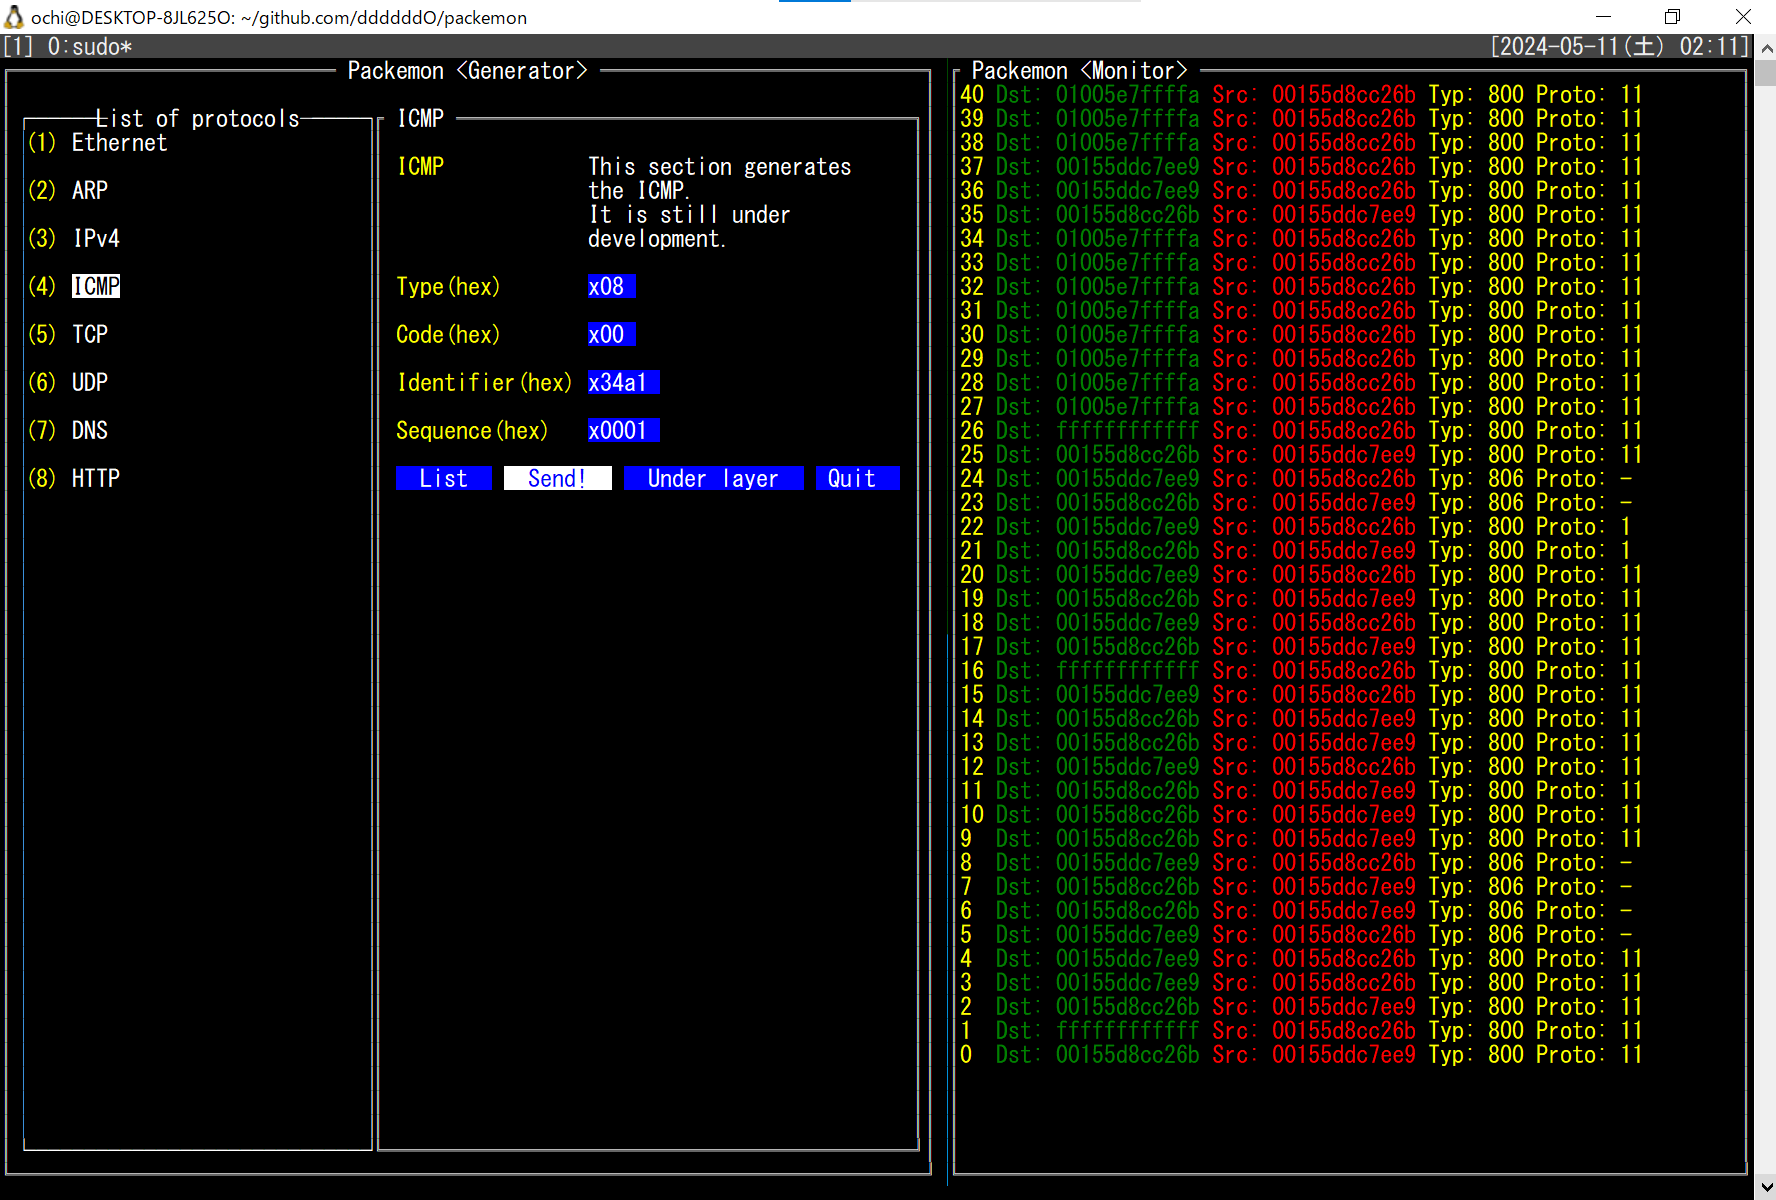 ochi@DESKTOP-8JL625O: ~/github.com/ddddddO/packemon
[1] 0:sudo*
[2024-05-11(土) 02:11]
Packemon <Generator>
List of protocols
(1) Ethernet
(2) ARP
(3) IPv4
(4) ICMP
(5) TCP
(6) UDP
(7) DNS
(8) HTTP
ICMP
ICMP
This section generates
the ICMP.
It is still under
development.
Type(hex) x08
Code(hex) x00
Identifier(hex) x34a1
Sequence(hex) x0001
List Send! Under layer Quit
Packemon <Monitor>
40 Dst: 01005e7ffffa Src: 00155d8cc26b Typ: 800 Proto: 11
39 Dst: 01005e7ffffa Src: 00155d8cc26b Typ: 800 Proto: 11
38 Dst: 01005e7ffffa Src: 00155d8cc26b Typ: 800 Proto: 11
37 Dst: 00155ddc7ee9 Src: 00155d8cc26b Typ: 800 Proto: 11
36 Dst: 00155ddc7ee9 Src: 00155d8cc26b Typ: 800 Proto: 11
35 Dst: 00155d8cc26b Src: 00155ddc7ee9 Typ: 800 Proto: 11
34 Dst: 01005e7ffffa Src: 00155d8cc26b Typ: 800 Proto: 11
33 Dst: 01005e7ffffa Src: 00155d8cc26b Typ: 800 Proto: 11
32 Dst: 01005e7ffffa Src: 00155d8cc26b Typ: 800 Proto: 11
31 Dst: 01005e7ffffa Src: 00155d8cc26b Typ: 800 Proto: 11
30 Dst: 01005e7ffffa Src: 00155d8cc26b Typ: 800 Proto: 11
29 Dst: 01005e7ffffa Src: 00155d8cc26b Typ: 800 Proto: 11
28 Dst: 01005e7ffffa Src: 00155d8cc26b Typ: 800 Proto: 11
27 Dst: 01005e7ffffa Src: 00155d8cc26b Typ: 800 Proto: 11
26 Dst: ffffffffffff Src: 00155d8cc26b Typ: 800 Proto: 11
25 Dst: 00155d8cc26b Src: 00155ddc7ee9 Typ: 800 Proto: 11
24 Dst: 00155ddc7ee9 Src: 00155d8cc26b Typ: 806 Proto: -
23 Dst: 00155d8cc26b Src: 00155ddc7ee9 Typ: 806 Proto: -
22 Dst: 00155ddc7ee9 Src: 00155d8cc26b Typ: 800 Proto: 1
21 Dst: 00155d8cc26b Src: 00155ddc7ee9 Typ: 800 Proto: 1
20 Dst: 00155ddc7ee9 Src: 00155d8cc26b Typ: 800 Proto: 11
19 Dst: 00155d8cc26b Src: 00155ddc7ee9 Typ: 800 Proto: 11
18 Dst: 00155ddc7ee9 Src: 00155d8cc26b Typ: 800 Proto: 11
17 Dst: 00155d8cc26b Src: 00155ddc7ee9 Typ: 800 Proto: 11
16 Dst: ffffffffffff Src: 00155d8cc26b Typ: 800 Proto: 11
15 Dst: 00155ddc7ee9 Src: 00155d8cc26b Typ: 800 Proto: 11
14 Dst: 00155d8cc26b Src: 00155ddc7ee9 Typ: 800 Proto: 11
13 Dst: 00155d8cc26b Src: 00155ddc7ee9 Typ: 800 Proto: 11
12 Dst: 00155ddc7ee9 Src: 00155d8cc26b Typ: 800 Proto: 11
11 Dst: 00155d8cc26b Src: 00155ddc7ee9 Typ: 800 Proto: 11
10 Dst: 00155d8cc26b Src: 00155ddc7ee9 Typ: 800 Proto: 11
9 Dst: 00155d8cc26b Src: 00155ddc7ee9 Typ: 800 Proto: 11
8 Dst: 00155ddc7ee9 Src: 00155d8cc26b Typ: 806 Proto: -
7 Dst: 00155d8cc26b Src: 00155ddc7ee9 Typ: 806 Proto: -
6 Dst: 00155d8cc26b Src: 00155ddc7ee9 Typ: 806 Proto: -
5 Dst: 00155ddc7ee9 Src: 00155d8cc26b Typ: 806 Proto: -
4 Dst: 00155ddc7ee9 Src: 00155d8cc26b Typ: 800 Proto: 11
3 Dst: 00155ddc7ee9 Src: 00155d8cc26b Typ: 800 Proto: 11
2 Dst: 00155d8cc26b Src: 00155ddc7ee9 Typ: 800 Proto: 11
1 Dst: ffffffffffff Src: 00155d8cc26b Typ: 800 Proto: 11
0 Dst: 00155d8cc26b Src: 00155ddc7ee9 Typ: 800 Proto: 11